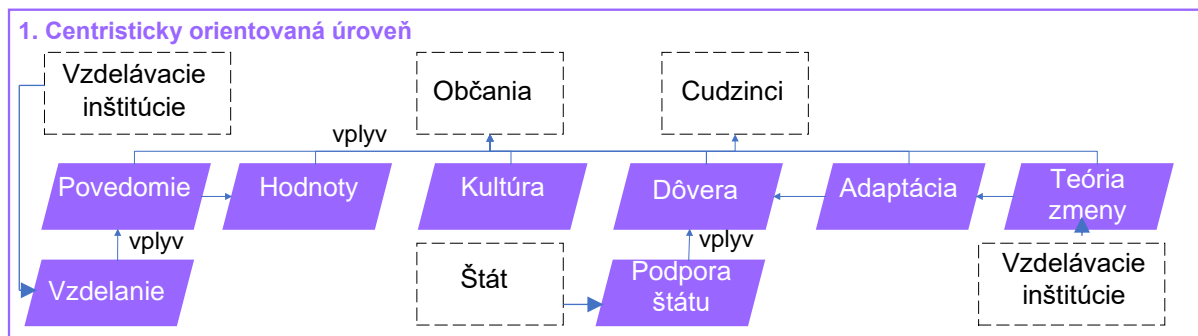 1. Centristicky orientovaná úroveň
Vzdelávacie
inštitúcie
Občania
Cudzinci
vplyv
Povedomie
Hodnoty
Kultúra
Dôvera
Adaptácia
Teória
zmeny
vplyv
vplyv
Vzdelanie
Štát
Podpora
štátu
Vzdelávacie
inštitúcie